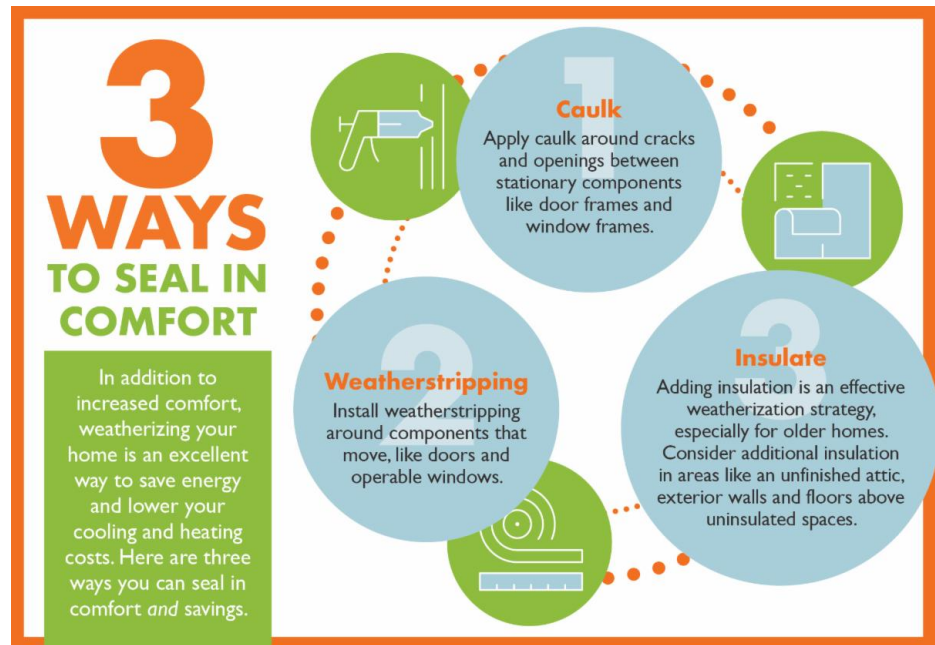 3
WAYS
TO SEAL IN
COMFORT
In addition to
increased comfort,
weatherizing your
home is an excellent
way to save energy
and lower your
cooling and heating
costs. Here are three
ways you can seal in
comfort and savings.
1
Caulk
Apply caulk around cracks
and openings between
stationary components
like door frames and
window frames.
2
Weatherstripping
Install weatherstripping
around components that
move, like doors and
operable windows.
3
Insulate
Adding insulation is an effective
weatherization strategy,
especially for older homes.
Consider additional insulation
in areas like an unfinished attic,
exterior walls and floors above
uninsulated spaces.